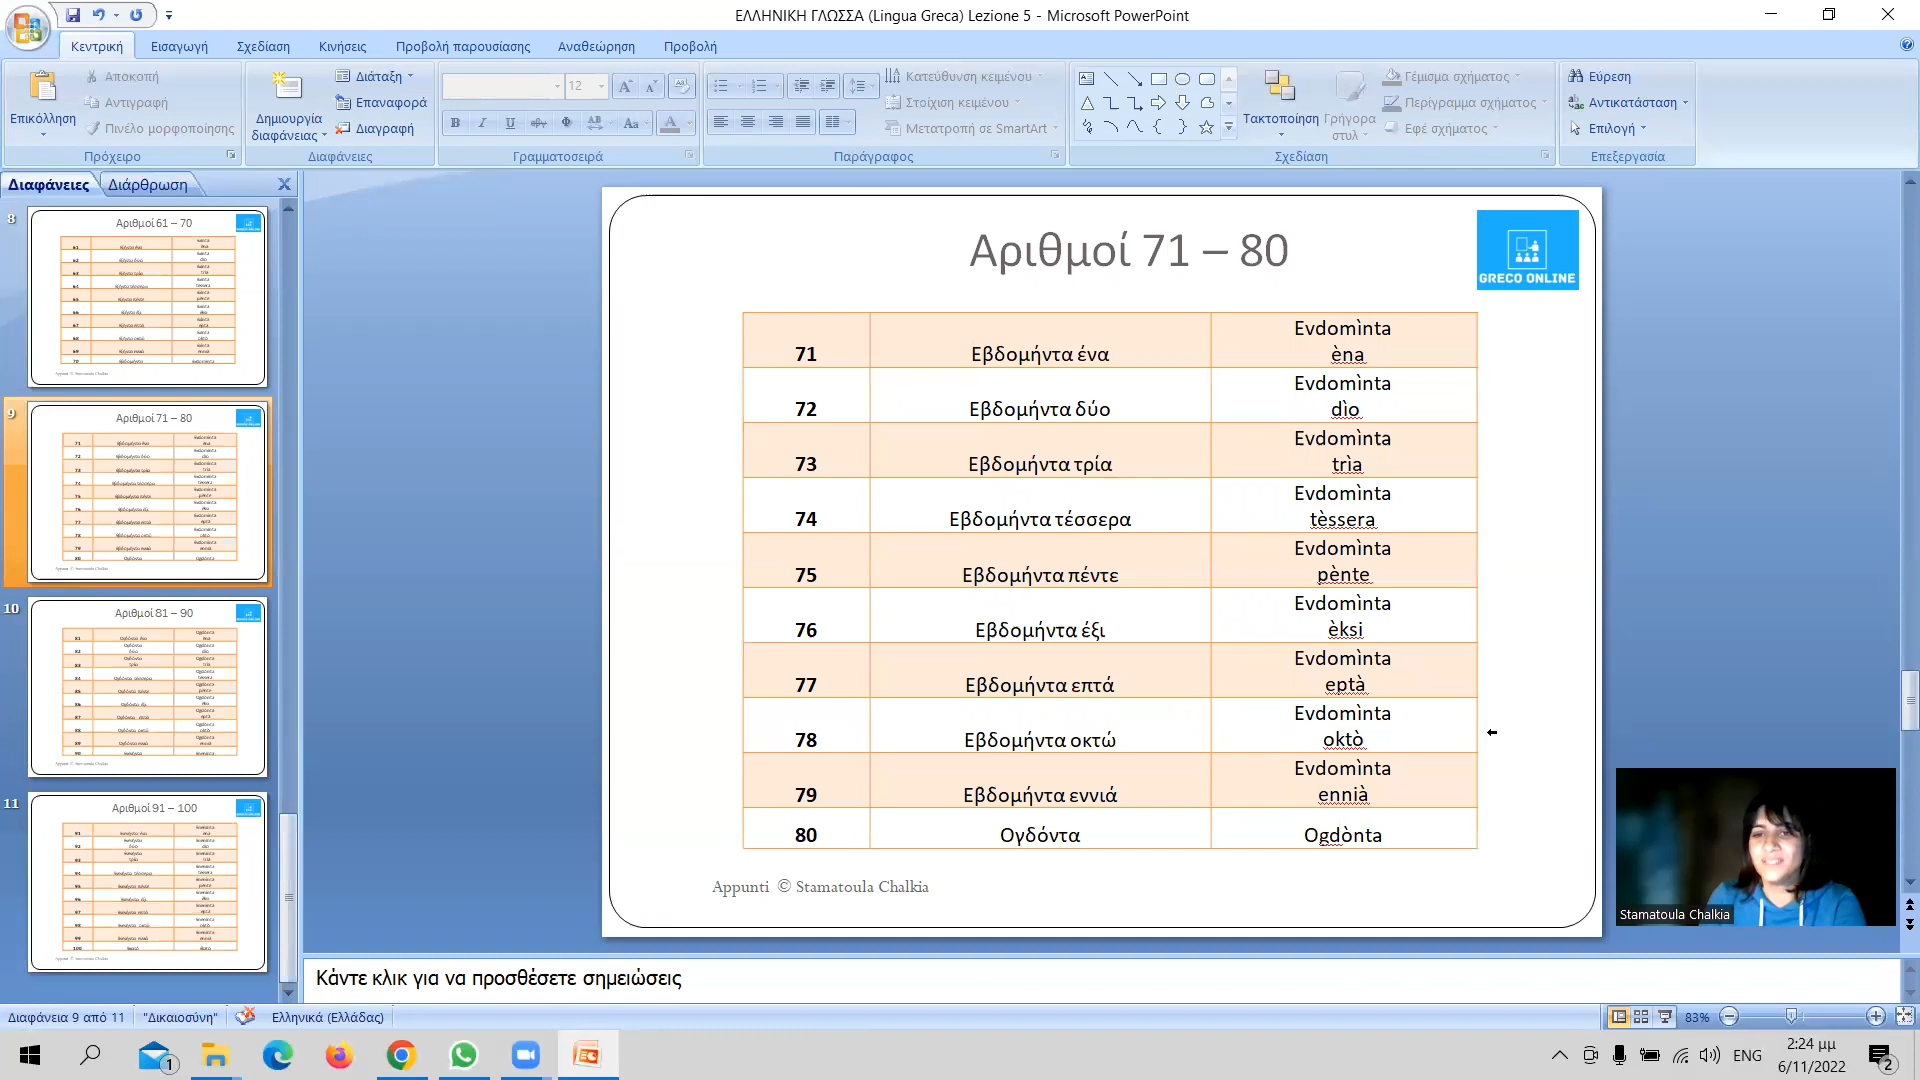 ΕΛΛΗΝΙΚΗ ΓΛΩΣΣΑ (Lingua Greca) Lezione 5 - Microsoft PowerPoint
Κεντρική Εισαγωγή Σχεδίαση Κινήσεις Προβολή παρουσίασης Αναθεώρηση Προβολή
Επικόλληση
Αποκοπή
Αντιγραφή
Πινέλο μορφοποίησης
Πρόχειρο
Δημιουργία διαφάνειας
Διάταξη
Επαναφορά
Διαγραφή
Διαφάνειες
12
Γραμματοσειρά
Κατεύθυνση κειμένου
Στοίχιση κειμένου
Μετατροπή σε SmartArt
Παράγραφος
Τακτοποίηση
Γρήγορα στυλ
Γέμισμα σχήματος
Περίγραμμα σχήματος
Εφέ σχήματος
Σχεδίαση
Εύρεση
Αντικατάσταση
Επιλογή
Επεξεργασία
Διαφάνειες Διάρθρωση
8
Αριθμοί 61 – 70
9
Αριθμοί 71 – 80
10
Αριθμοί 81 – 90
11
Αριθμοί 91 – 100
Αριθμοί 71 – 80
GRECO ONLINE
71 Εβδομήντα ένα Evdomìnta èna
72 Εβδομήντα δύο Evdomìnta dìo
73 Εβδομήντα τρία Evdomìnta trìa
74 Εβδομήντα τέσσερα Evdomìnta tèssera
75 Εβδομήντα πέντε Evdomìnta pènte
76 Εβδομήντα έξι Evdomìnta èksi
77 Εβδομήντα επτά Evdomìnta eptà
78 Εβδομήντα οκτώ Evdomìnta oktò
79 Εβδομήντα εννιά Evdomìnta ennià
80 Ογδόντα Ogdònta
Appunti © Stamatoula Chalkia
Stamatoula Chalkia
Κάντε κλικ για να προσθέσετε σημειώσεις
Διαφάνεια 9 από 11 "Δικαιοσύνη" Ελληνικά (Ελλάδας) 83%
1
ENG
2:24 μμ
6/11/2022
2